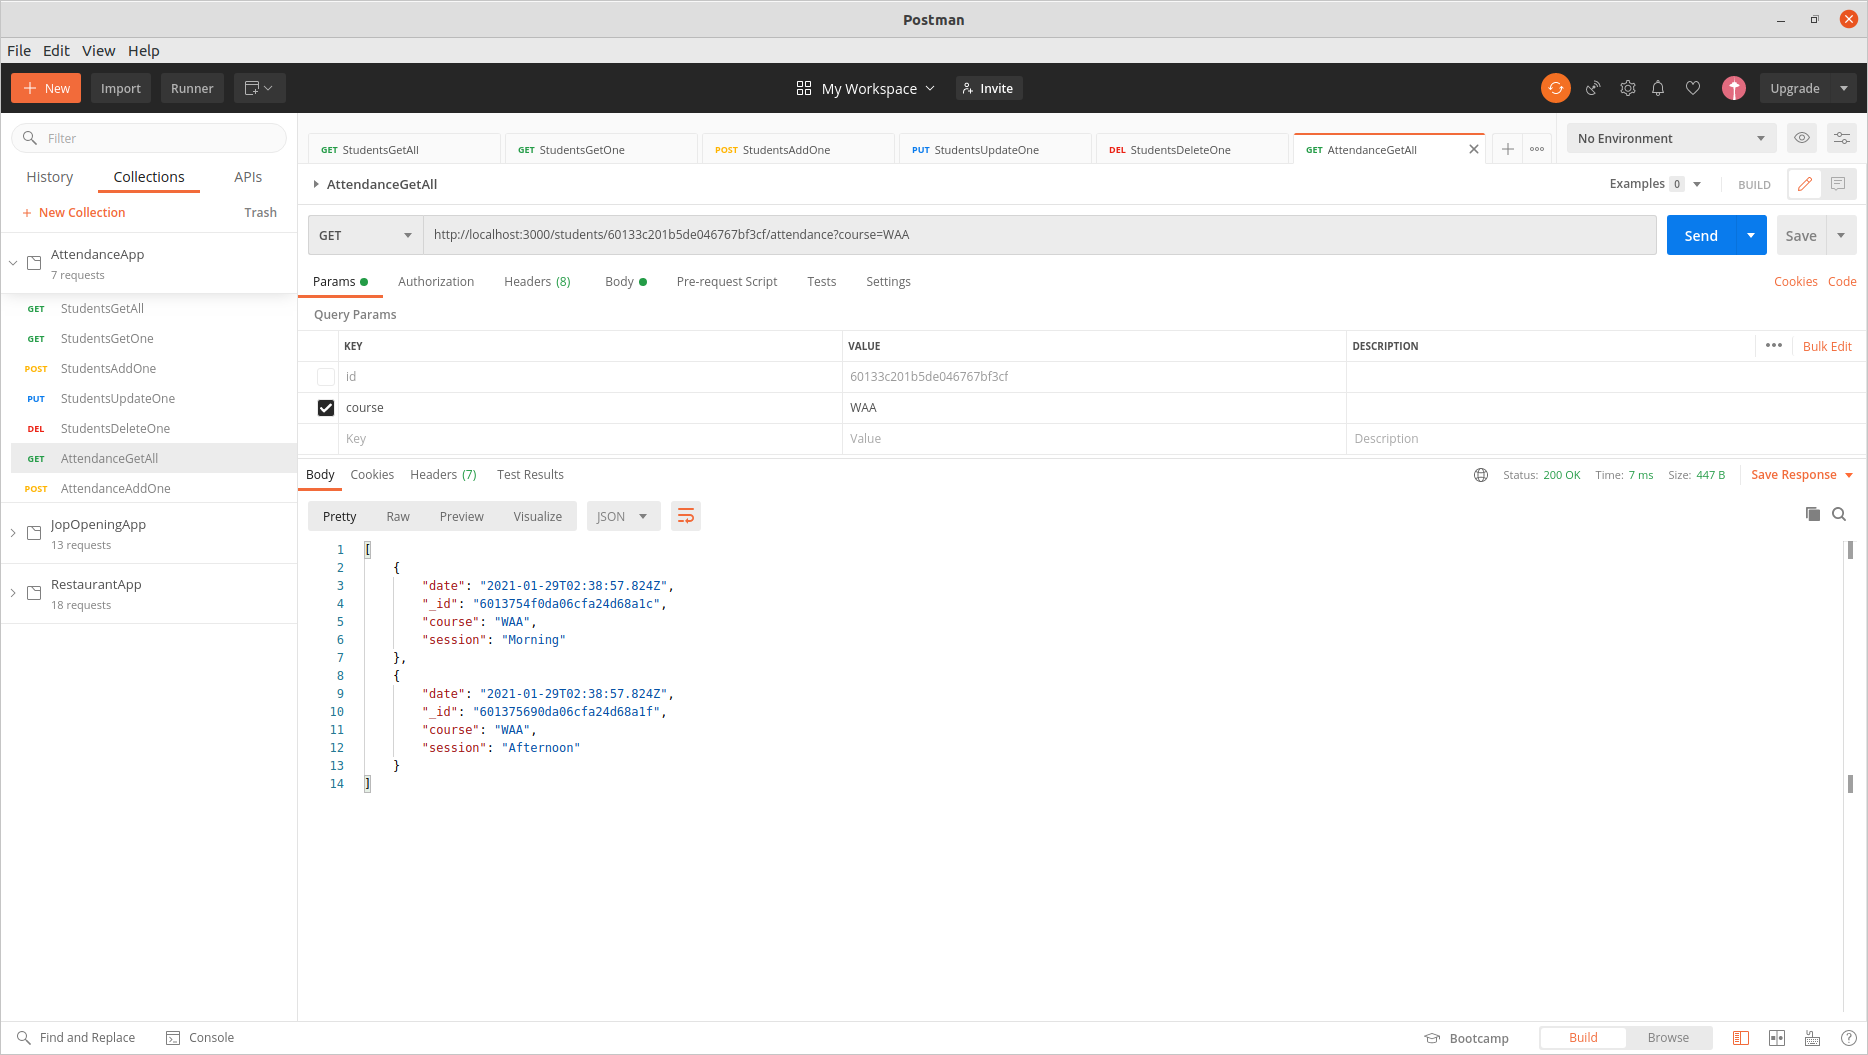 Postman
File Edit View Help
New Import Runner My Workspace Invite Upgrade
Filter
History Collections APIs
New Collection Trash
AttendanceApp
7 requests
GET StudentsGetAll
GET StudentsGetOne
POST StudentsAddOne
PUT StudentsUpdateOne
DEL StudentsDeleteOne
GET AttendanceGetAll
POST AttendanceAddOne
JopOpeningApp
13 requests
RestaurantApp
18 requests
GET StudentsGetAll GET StudentsGetOne POST StudentsAddOne PUT StudentsUpdateOne DEL StudentsDeleteOne GET AttendanceGetAll No Environment
AttendanceGetAll Examples 0 BUILD
GET http://localhost:3000/students/60133c201b5de046767bf3cf/attendance?course=WAA Send Save
Params Authorization Headers (8) Body Pre-request Script Tests Settings Cookies Code
Query Params
KEY VALUE DESCRIPTION Bulk Edit
id 60133c201b5de046767bf3cf
course WAA
Key Value Description
Body Cookies Headers (7) Test Results Status: 200 OK Time: 7 ms Size: 447 B Save Response
Pretty Raw Preview Visualize JSON
1 [
2 {
3 "date": "2021-01-29T02:38:57.824Z",
4 "_id": "6013754f0da06cfa24d68a1c",
5 "course": "WAA",
6 "session": "Morning"
7 },
8 {
9 "date": "2021-01-29T02:38:57.824Z",
10 "_id": "601375690da06cfa24d68a1f",
11 "course": "WAA",
12 "session": "Afternoon"
13 }
14 ]
Find and Replace Console Bootcamp Build Browse